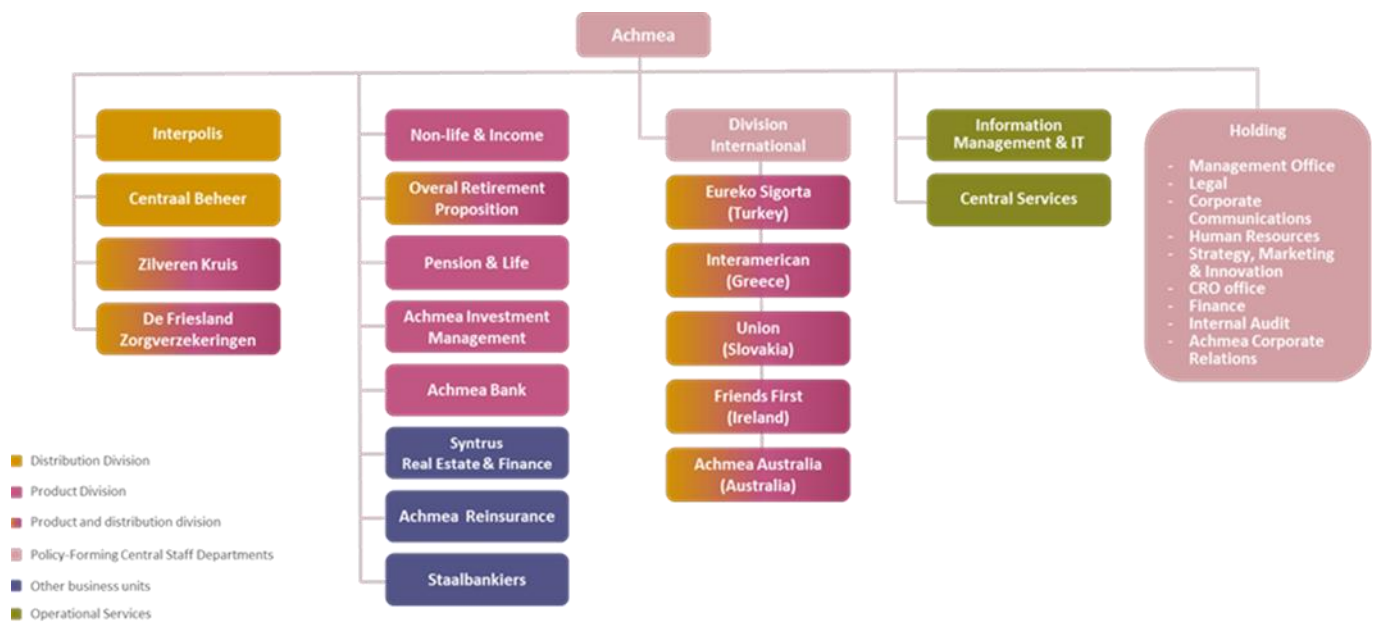 Achmea
Interpolis
Centraal Beheer
Zilveren Kruis
De Friesland
Zorgverzekeringen
Non-life & Income
Overal Retirement
Proposition
Pension & Life
Achmea Investment
Management
Achmea Bank
Syntrus
Real Estate & Finance
Achmea Reinsurance
Staalbankiers
Division
International
Eureko Sigorta
(Turkey)
Interamerican
(Greece)
Union
(Slovakia)
Friends First
(Ireland)
Achmea Australia
(Australia)
Information
Management & IT
Central Services
Holding
- Management Office
- Legal
- Corporate
Communications
- Human Resources
- Strategy, Marketing
& Innovation
- CRO office
- Finance
- Internal Audit
- Achmea Corporate
Relations
Distribution Division
Product Division
Product and distribution division
Policy-Forming Central Staff Departments
Other business units
Operational Services